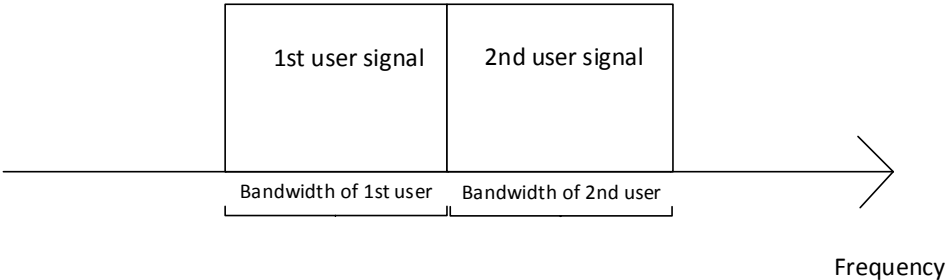 1st user signal
2nd user signal
Bandwidth of 1st user
Bandwidth of 2nd user
Frequency